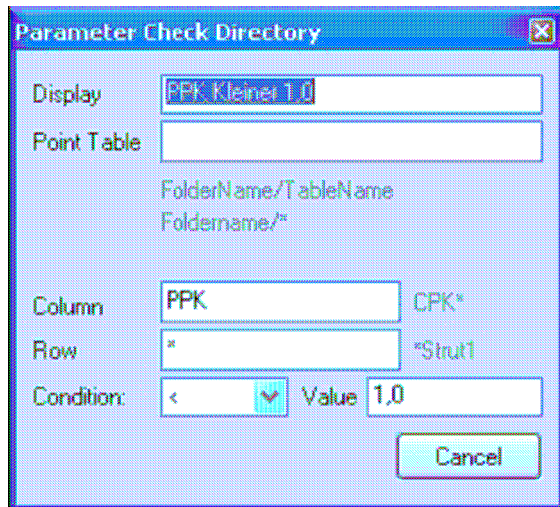 Parameter Check Directory
Display PPK Kleiner 1.0
Point Table
FolderName/TableName
Foldername/*
Column PPK CPK*
Row * *Strut1
Condition: < Value 1,0
Cancel